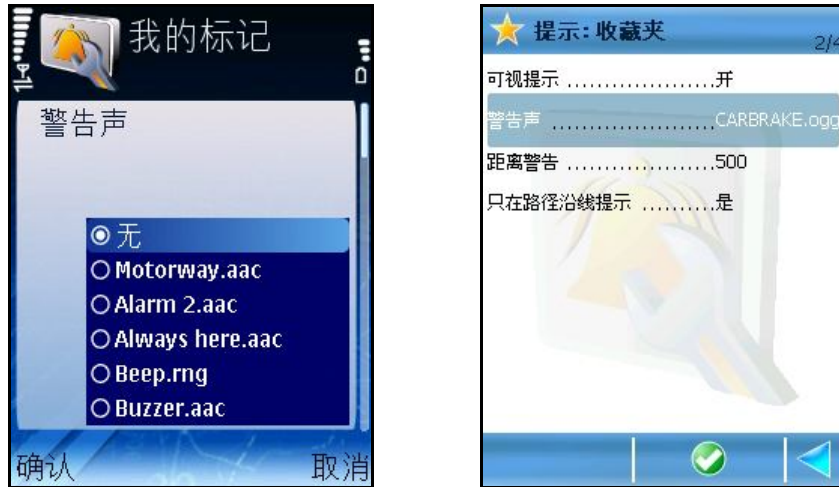 我的标记
警告声
无
Motorway.aac
Alarm 2.aac
Always here.aac
Beep.rng
Buzzer.aac
确认 取消
提示: 收藏夹 2/4
可视提示 ....................开
警告声 ......................CARBRAKE.ogg
距离警告 ....................500
只在路径沿线提示 ..........是